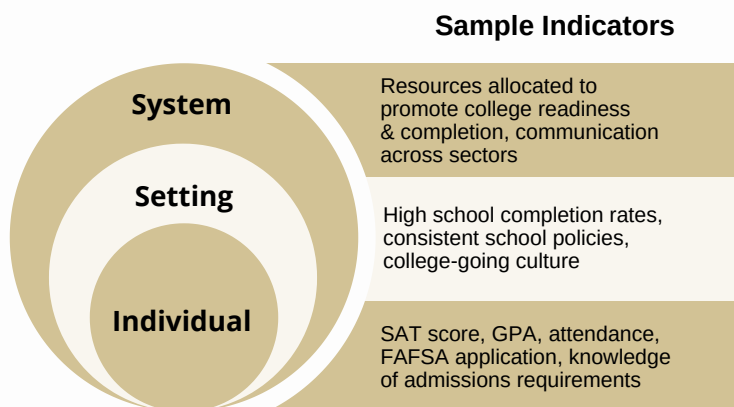 Sample Indicators
System
Resources allocated to
promote college readiness
& completion, communication
across sectors
Setting
High school completion rates,
consistent school policies,
college-going culture
Individual
SAT score, GPA, attendance,
FAFSA application, knowledge
of admissions requirements